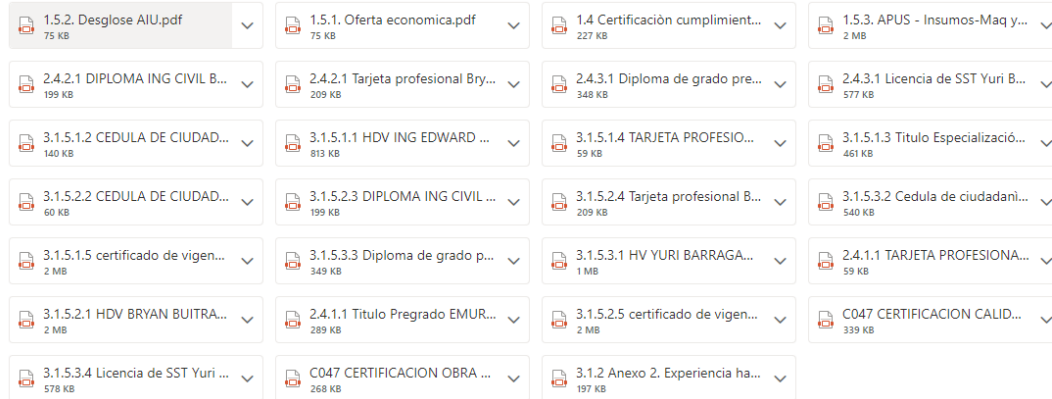 1.5.2. Desglose AIU.pdf
75 KB
1.5.1. Oferta economica.pdf
75 KB
1.4 Certificaciòn cumplimient...
227 KB
1.5.3. APUS - Insumos-Maq y...
2 MB
2.4.2.1 DIPLOMA ING CIVIL B...
199 KB
2.4.2.1 Tarjeta profesional Bry...
209 KB
2.4.3.1 Diploma de grado pre...
348 KB
2.4.3.1 Licencia de SST Yuri B...
577 KB
3.1.5.1.2 CEDULA DE CIUDAD...
140 KB
3.1.5.1.1 HDV ING EDWARD ...
813 KB
3.1.5.1.4 TARJETA PROFESIO...
59 KB
3.1.5.1.3 Titulo Especializació...
461 KB
3.1.5.2.2 CEDULA DE CIUDAD...
60 KB
3.1.5.2.3 DIPLOMA ING CIVIL ...
199 KB
3.1.5.2.4 Tarjeta profesional B...
209 KB
3.1.5.3.2 Cedula de ciudadanì...
540 KB
3.1.5.1.5 certificado de vigen...
2 MB
3.1.5.3.3 Diploma de grado p...
349 KB
3.1.5.3.1 HV YURI BARRAGA...
1 MB
2.4.1.1 TARJETA PROFESIONA...
59 KB
3.1.5.2.1 HDV BRYAN BUITRA...
2 MB
2.4.1.1 Titulo Pregrado EMUR...
289 KB
3.1.5.2.5 certificado de vigen...
2 MB
C047 CERTIFICACION CALID...
339 KB
3.1.5.3.4 Licencia de SST Yuri ...
578 KB
C047 CERTIFICACION OBRA ...
268 KB
3.1.2 Anexo 2. Experiencia ha...
197 KB